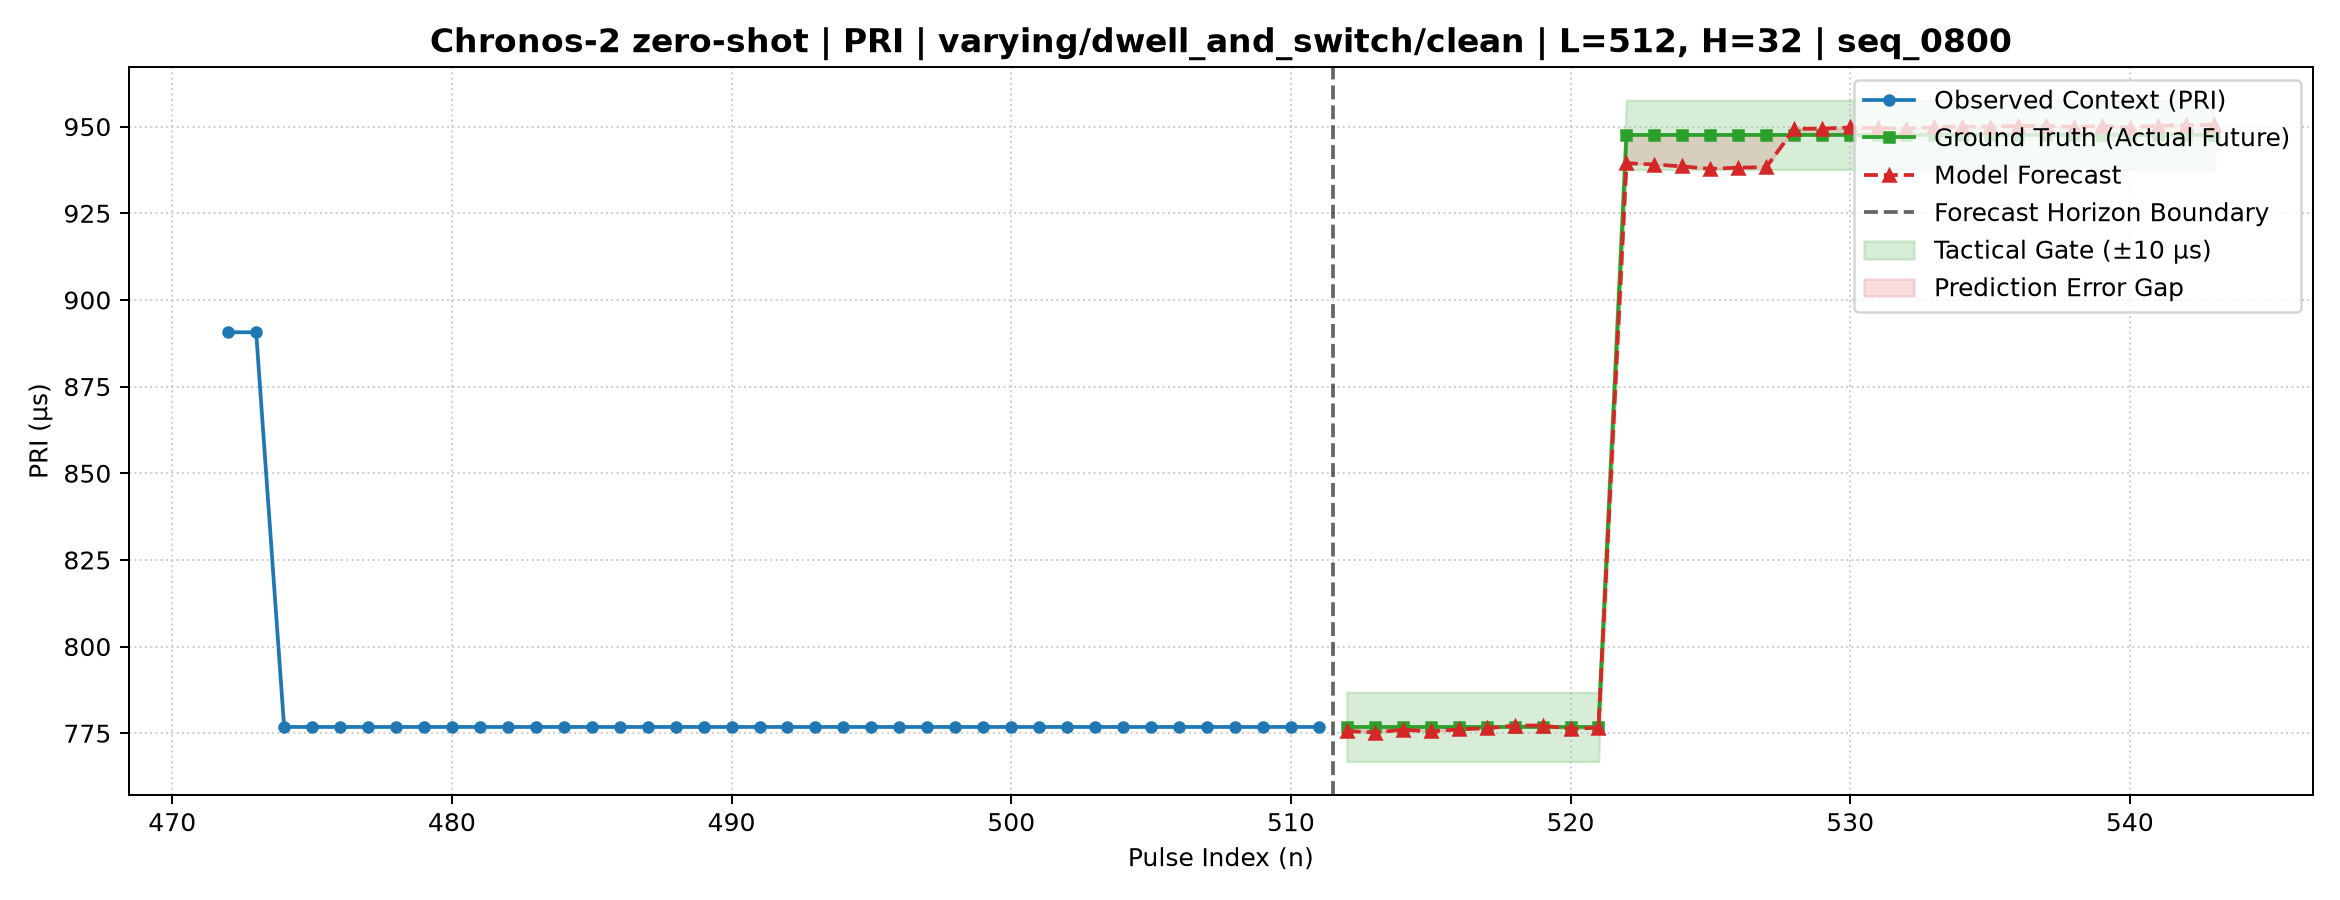 Chronos-2 zero-shot | PRI | varying/dwell_and_switch/clean | L=512, H=32 | seq_0800
Observed Context (PRI)
Ground Truth (Actual Future)
Model Forecast
Forecast Horizon Boundary
Tactical Gate (±10 µs)
Prediction Error Gap
PRI (µs)
950
925
900
875
850
825
800
775
470 480 490 500 510 520 530 540
Pulse Index (n)